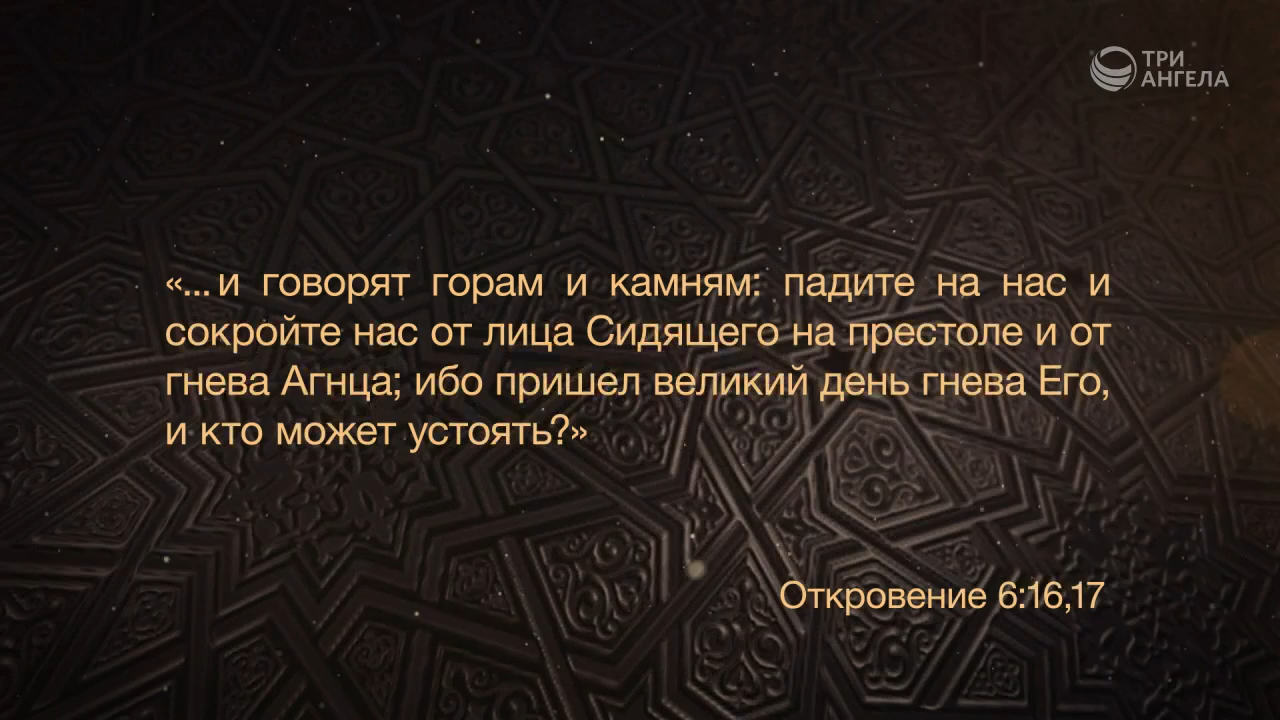 ТРИ
АНГЕЛА
«... и говорят горам и камням: падите на нас и
сокройте нас от лица Сидящего на престоле и от
гнева Агнца; ибо пришел великий день гнева Его,
и кто может устоять?»
Откровение 6:16,17